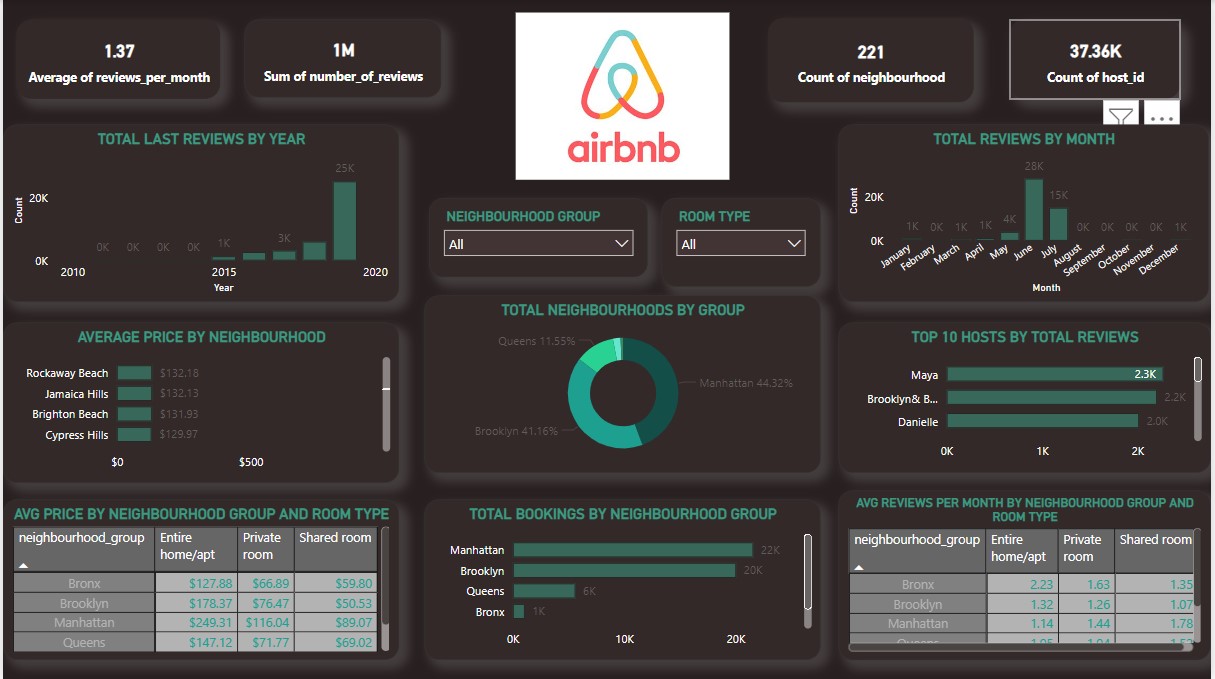 1.37
Average of reviews_per_month
1M
Sum of number_of_reviews
airbnb
221
Count of neighbourhood
37.36K
Count of host_id
TOTAL LAST REVIEWS BY YEAR
Count
20K
0K
0K 0K 0K 0K 1K 3K 25K
2010 2015 2020
Year
NEIGHBOURHOOD GROUP
All
ROOM TYPE
All
TOTAL REVIEWS BY MONTH
Count
20K
0K
1K 0K 1K 1K 4K 28K 15K 0K 0K 0K 0K 1K
January February March April May June July August September October November December
Month
AVERAGE PRICE BY NEIGHBOURHOOD
Rockaway Beach $132.18
Jamaica Hills $132.13
Brighton Beach $131.93
Cypress Hills $129.97
$0 $500
TOTAL NEIGHBOURHOODS BY GROUP
Queens 11.55%
Manhattan 44.32%
Brooklyn 41.16%
TOP 10 HOSTS BY TOTAL REVIEWS
Maya 2.3K
Brooklyn& B... 2.2K
Danielle 2.0K
0K 1K 2K
AVG PRICE BY NEIGHBOURHOOD GROUP AND ROOM TYPE
neighbourhood_group Entire home/apt Private room Shared room
Bronx $127.88 $66.89 $59.80
Brooklyn $178.37 $76.47 $50.53
Manhattan $249.31 $116.04 $89.07
Queens $147.12 $71.77 $69.02
TOTAL BOOKINGS BY NEIGHBOURHOOD GROUP
Manhattan 22K
Brooklyn 20K
Queens 6K
Bronx 1K
0K 10K 20K
AVG REVIEWS PER MONTH BY NEIGHBOURHOOD GROUP AND
ROOM TYPE
neighbourhood_group Entire home/apt Private room Shared room
Bronx 2.23 1.63 1.35
Brooklyn 1.32 1.26 1.07
Manhattan 1.14 1.44 1.78
Queens